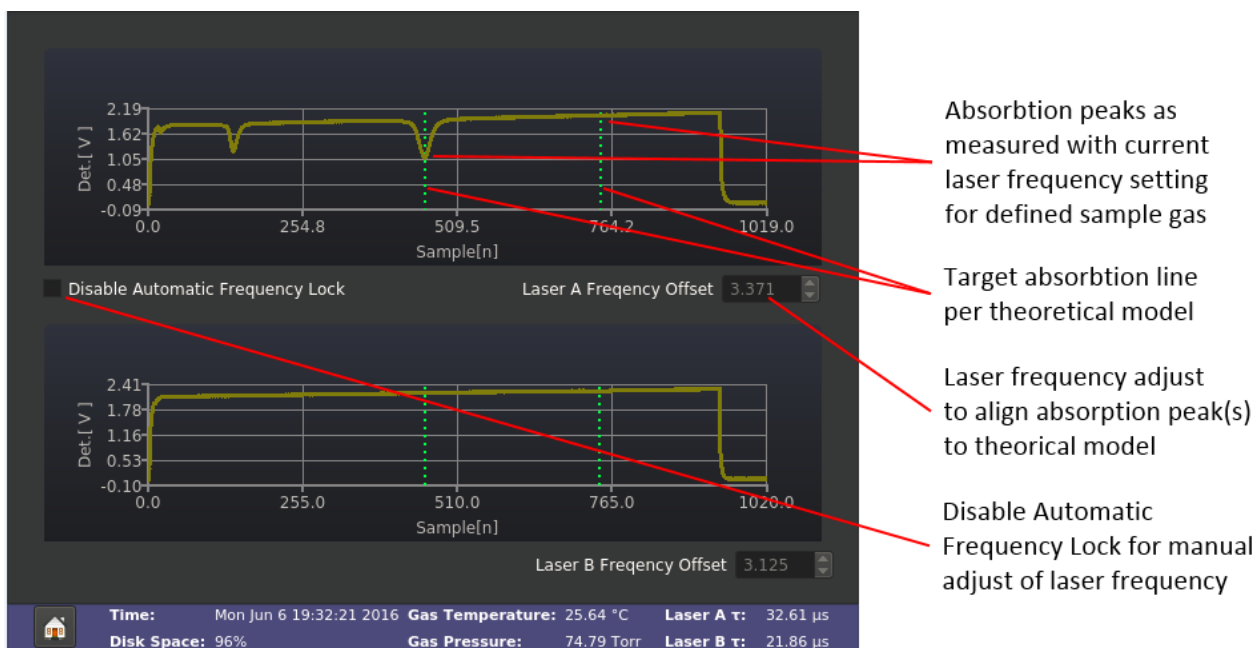 2.19
1.62
1.05
0.48
-0.09
Det.[ V ]
0.0 254.8 509.5 764.2 1019.0
Sample[n]
Disable Automatic Frequency Lock Laser A Freqency Offset 3.371
2.41
1.78
1.16
0.53
-0.10
Det.[ V ]
0.0 255.0 510.0 765.0 1020.0
Sample[n]
Laser B Freqency Offset 3.125
Time: Mon Jun 6 19:32:21 2016 Gas Temperature: 25.64 °C Laser A τ: 32.61 µs
Disk Space: 96% Gas Pressure: 74.79 Torr Laser B τ: 21.86 µs
Absorbtion peaks as
measured with current
laser frequency setting
for defined sample gas
Target absorbtion line
per theoretical model
Laser frequency adjust
to align absorption peak(s)
to theorical model
Disable Automatic
Frequency Lock for manual
adjust of laser frequency